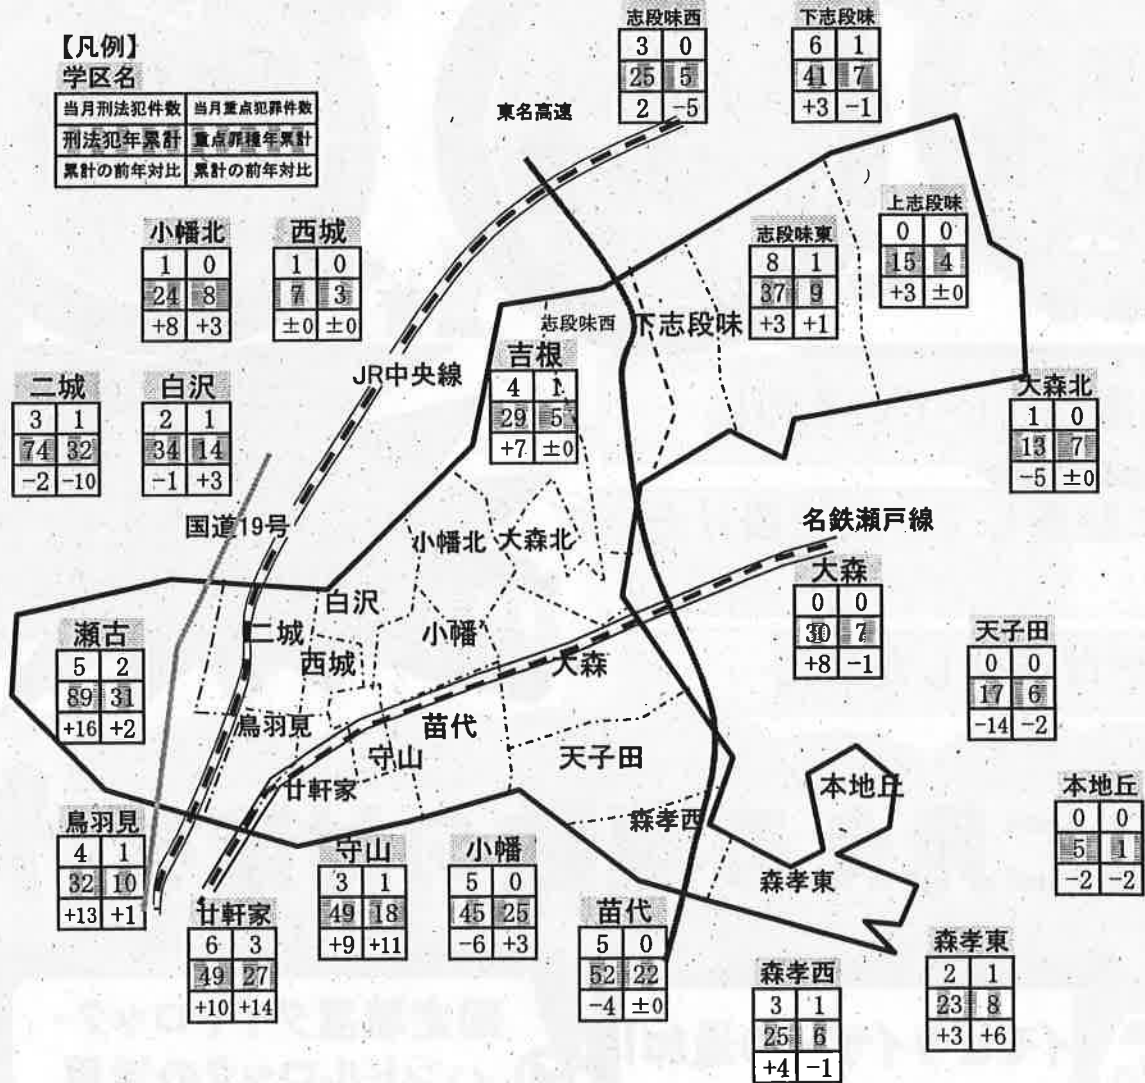 【凡例】
学区名
当月刑法犯件数 当月重点犯罪件数
刑法犯年累計 重点罪種年累計
累計の前年対比 累計の前年対比
志段味西
3 0
25 5
2 -5
下志段味
6 1
41 7
+3 -1
東名高速
小幡北
1 0
24 8
+8 +3
西城
1 0
7 3
±0 ±0
志段味東
8 1
37 9
+3 +1
上志段味
0 0
15 4
+3 ±0
志段味西
下志段味
吉根
4 1
29 5
+7 ±0
JR中央線
二城
3 1
74 32
-2 -10
白沢
2 1
34 14
-1 +3
大森北
1 0
13 7
-5 ±0
国道19号
小幡北
大森北
名鉄瀬戸線
大森
0 0
30 7
+8 -1
白沢
二城
小幡
西城
大森
瀬古
5 2
89 31
+16 +2
天子田
0 0
17 6
-14 -2
鳥羽見
苗代
守山
天子田
廿軒家
本地丘
森孝西
森孝東
本地丘
0 0
5 1
-2 -2
鳥羽見
4 1
32 10
+13 +1
廿軒家
6 3
49 27
+10 +14
守山
3 1
49 18
+9 +11
小幡
5 0
45 25
-6 +3
苗代
5 0
52 22
-4 ±0
森孝西
3 1
25 6
+4 -1
森孝東
2 1
23 8
+3 +6